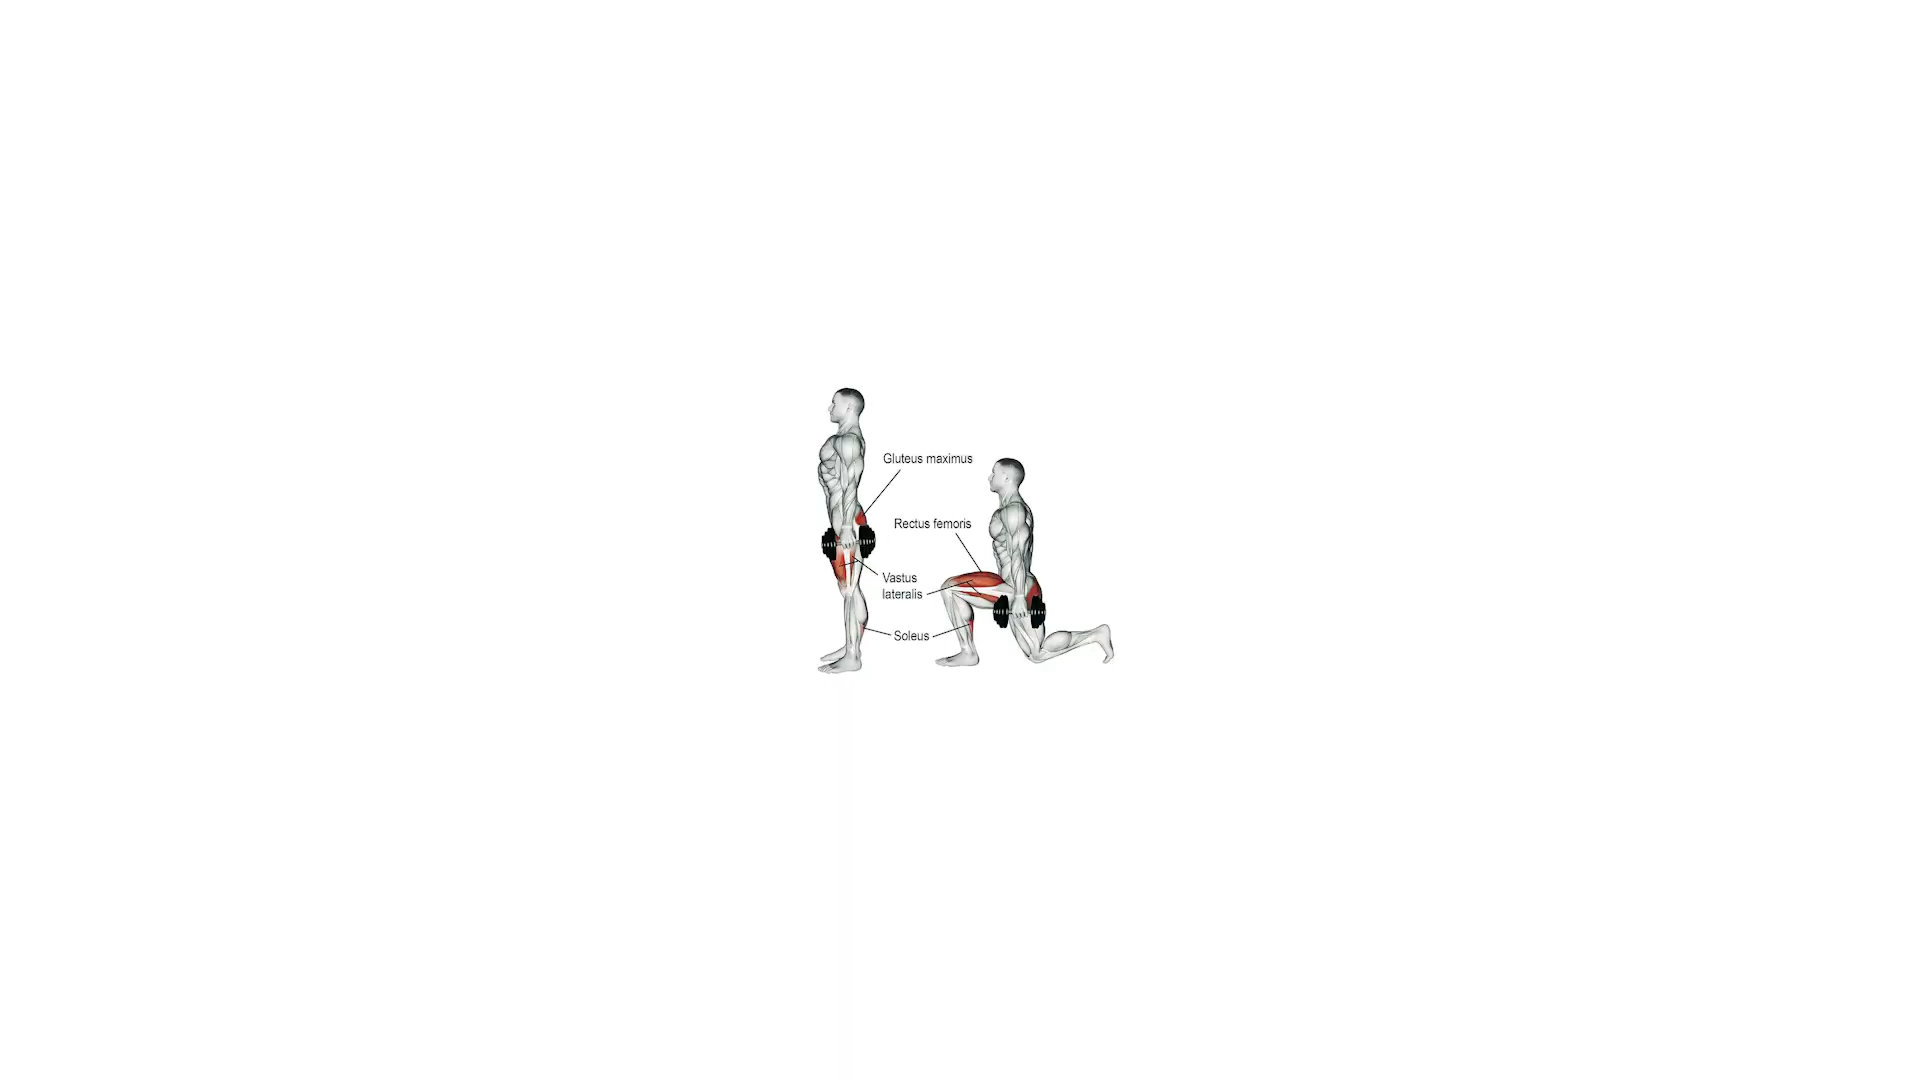 Gluteus maximus
Rectus femoris
Vastus
lateralis
Soleus